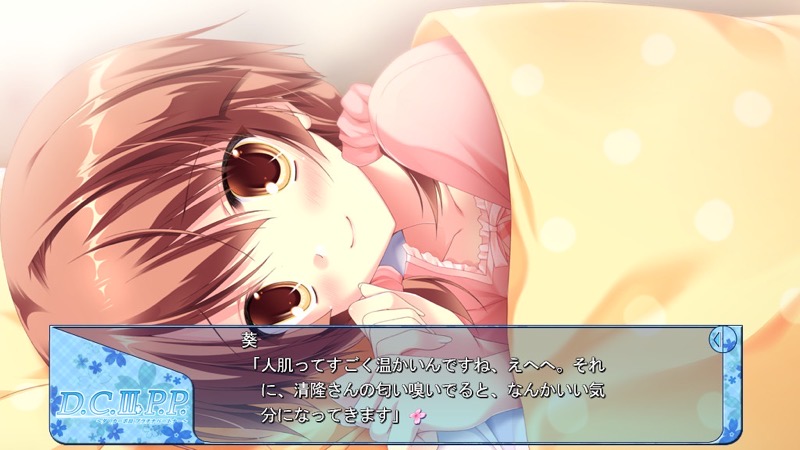 葵
「人肌ってすごく温かいんですね、えへへ。それ
に、清隆さんの匂い嗅いでると、なんかいい気
分になってきます」
D.C.III.P.P.